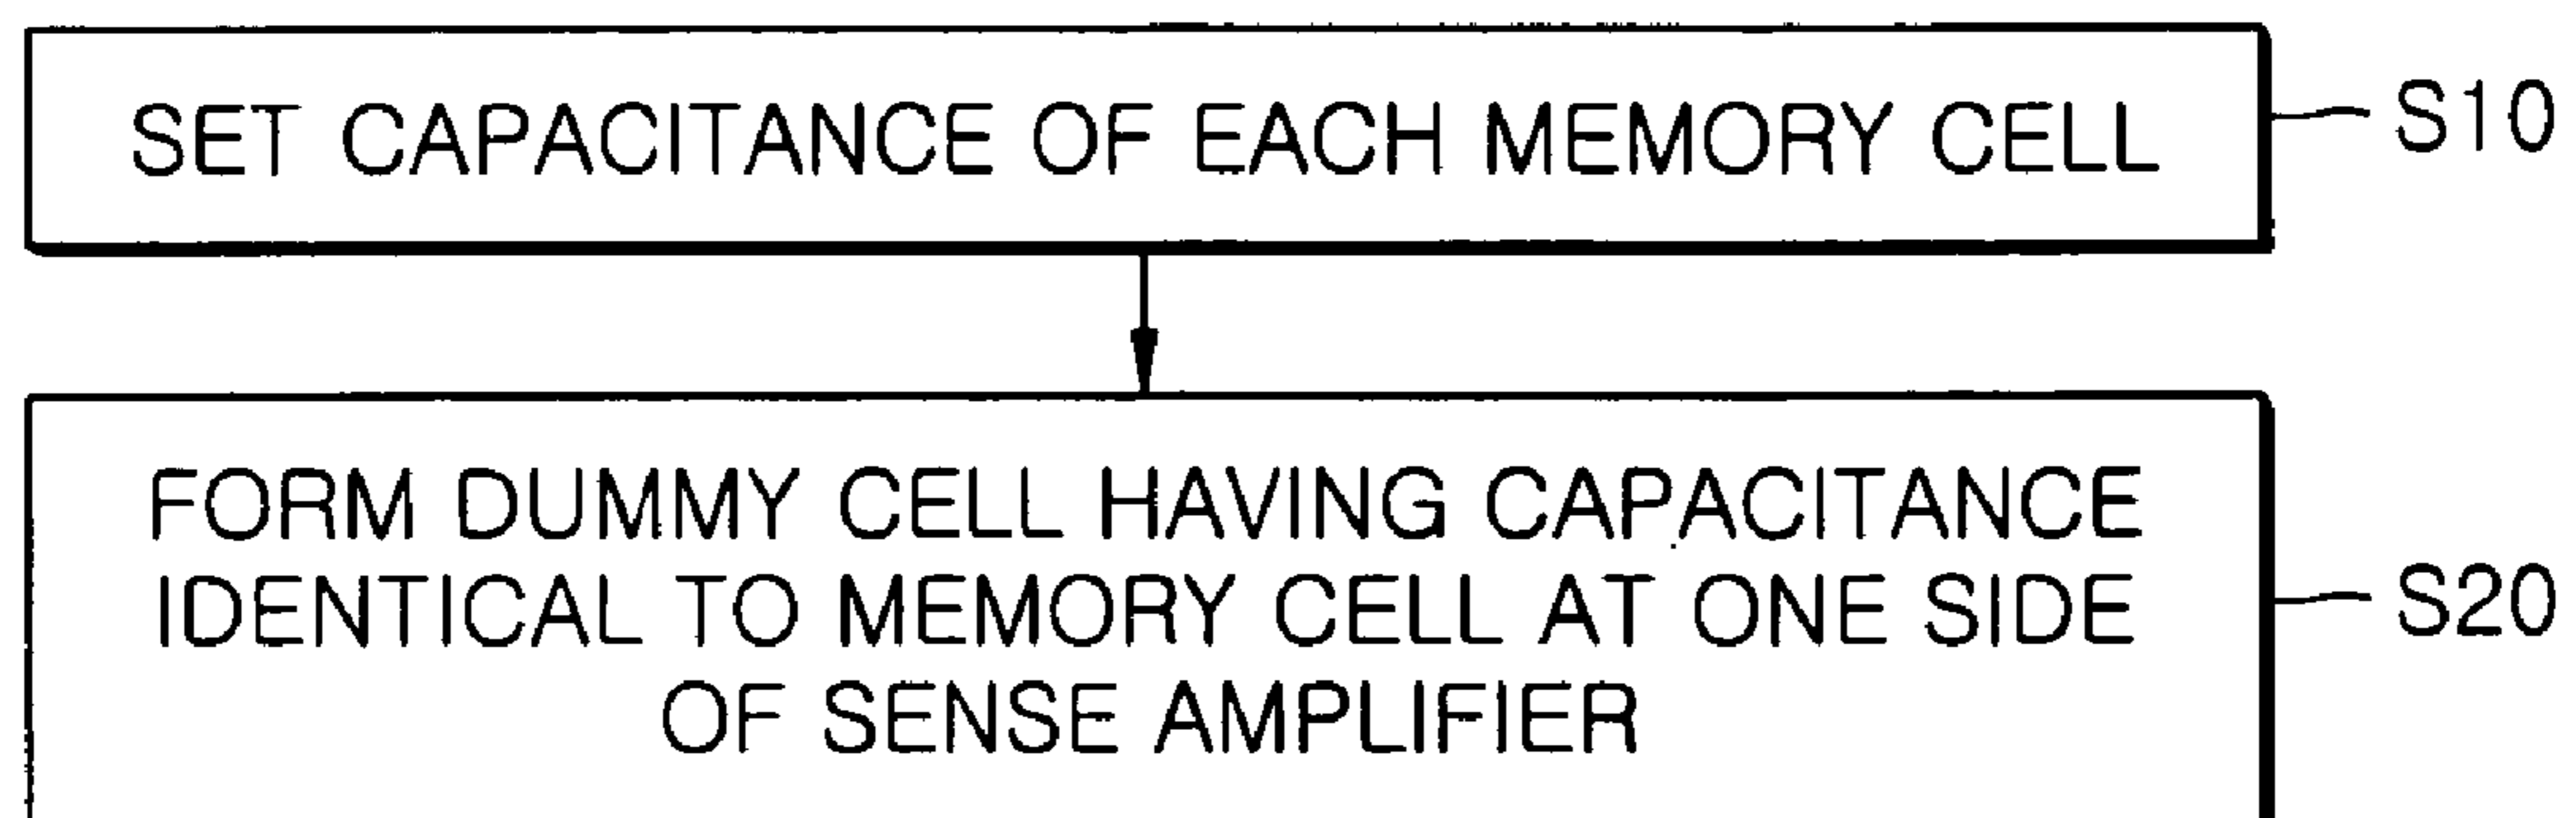 SET CAPACITANCE OF EACH MEMORY CELL
S10
FORM DUMMY CELL HAVING CAPACITANCE
IDENTICAL TO MEMORY CELL AT ONE SIDE
OF SENSE AMPLIFIER
S20